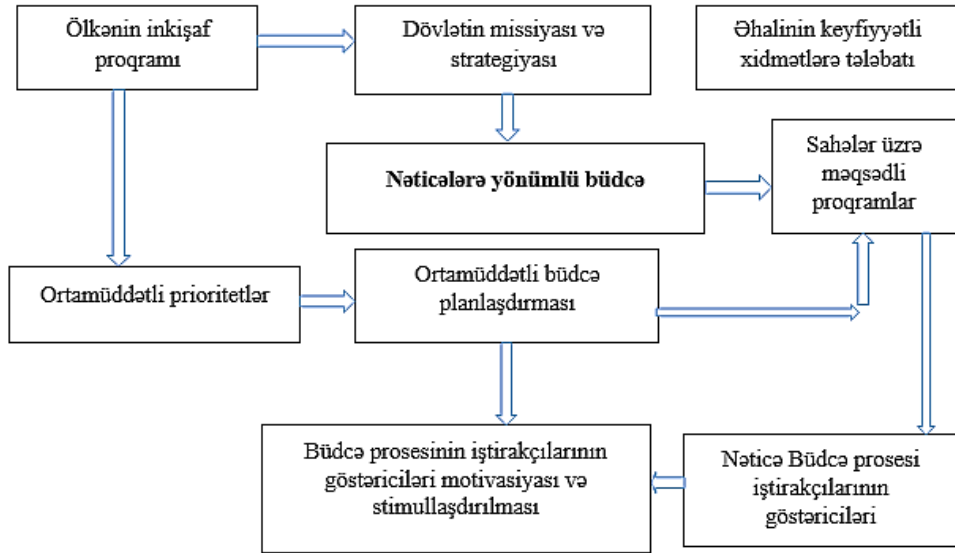 Ölkənin inkişaf
proqramı
Dövlətin missiyası və
strategiyası
Əhalinin keyfiyyətli
xidmətlərə tələbatı
Nəticələrə yönümlü büdcə
Sahələr üzrə
məqsədli
proqramlar
Ortamüddətli prioritetlər
Ortamüddətli büdcə
planlaşdırması
Büdcə prosesinin iştirakçılarının
göstəriciləri motivasiyası və
stimullaşdırılması
Nəticə Büdcə prosesi
iştirakçılarının
göstəriciləri